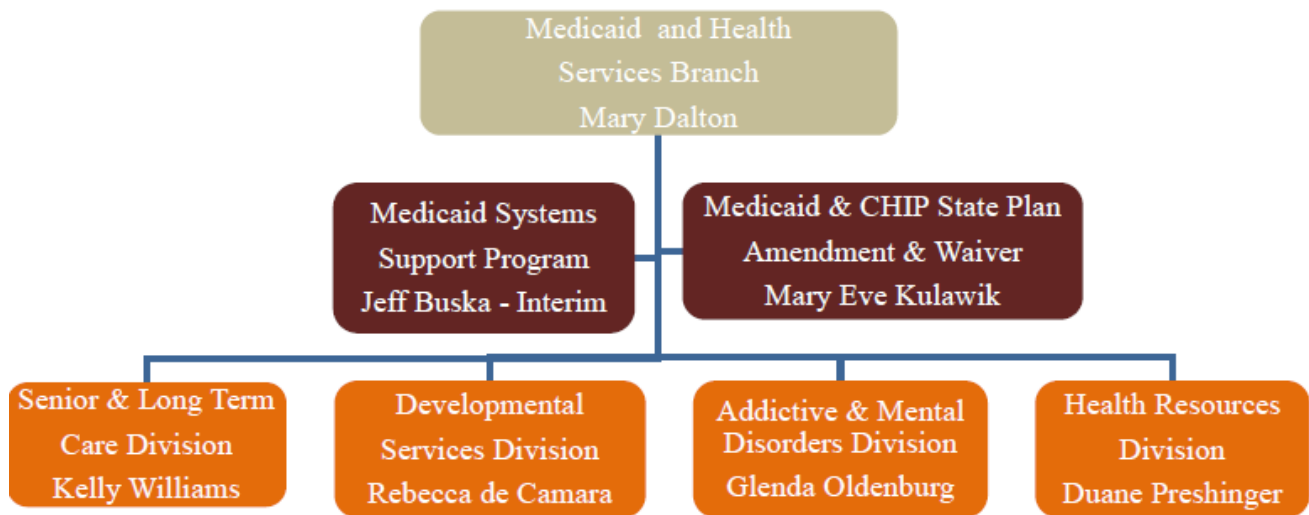 Medicaid and Health
Services Branch
Mary Dalton
Medicaid Systems
Support Program
Jeff Buska - Interim
Medicaid & CHIP State Plan
Amendment & Waiver
Mary Eve Kulawik
Senior & Long Term
Care Division
Kelly Williams
Developmental
Services Division
Rebecca de Camara
Addictive & Mental
Disorders Division
Glenda Oldenburg
Health Resources
Division
Duane Preshinger